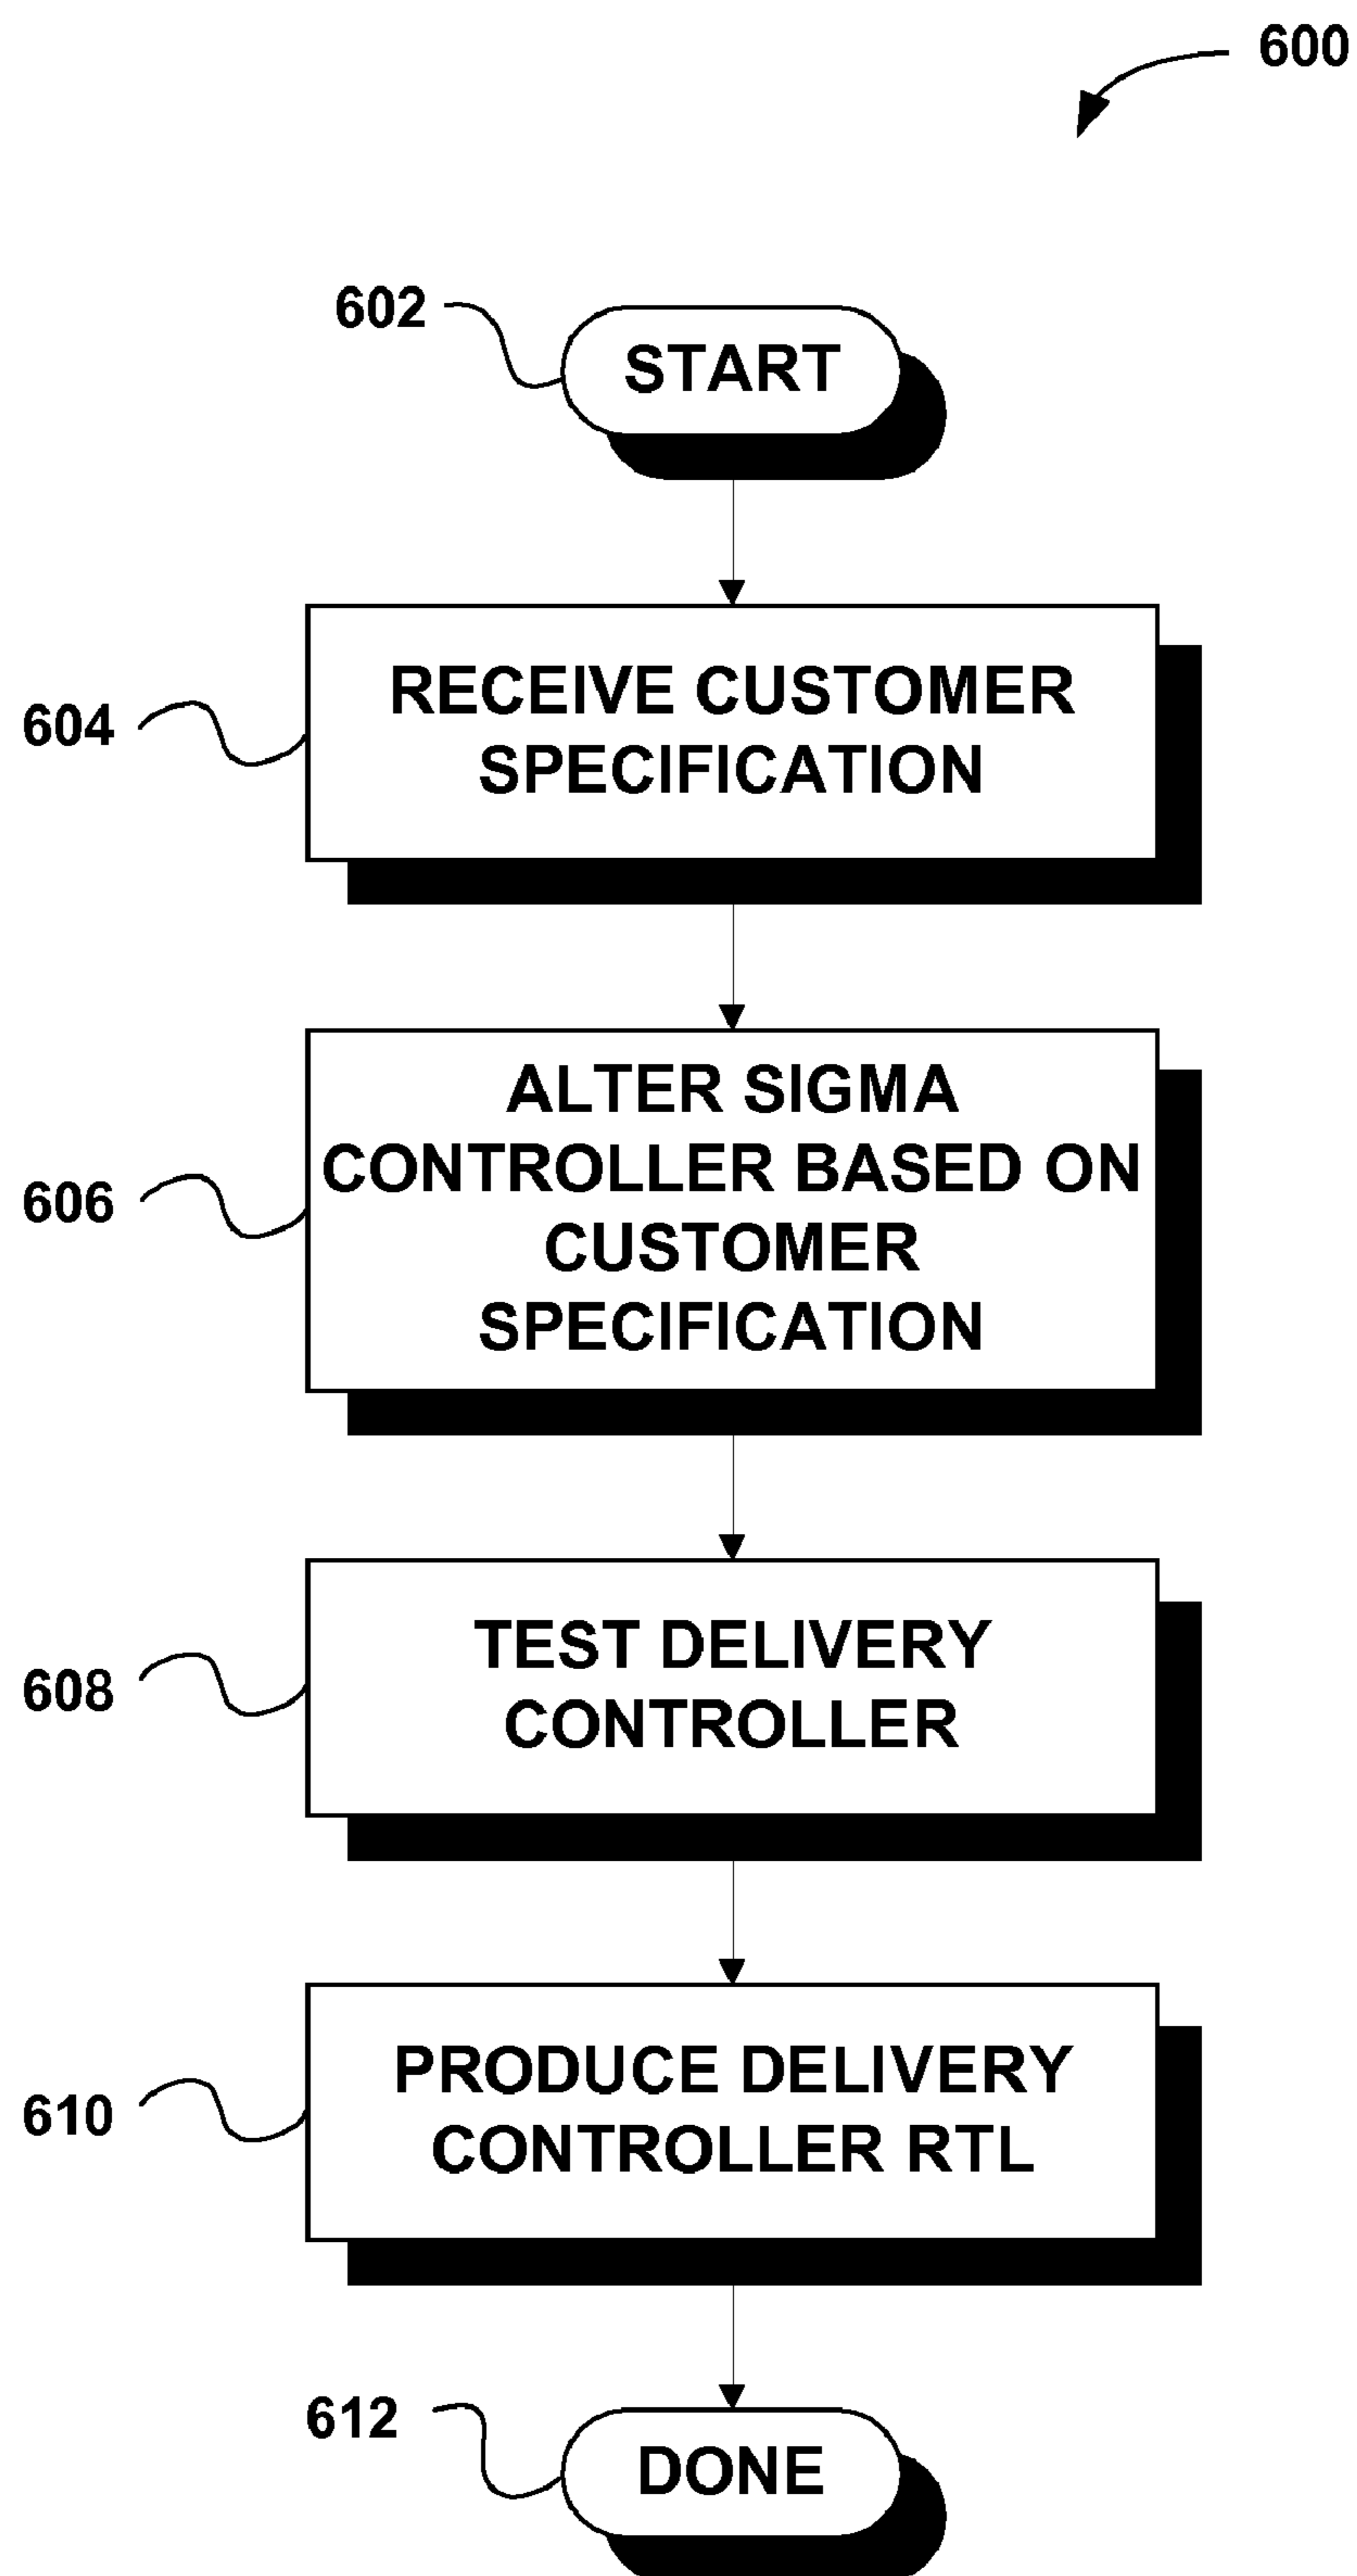 600
602
START
604
RECEIVE CUSTOMER
SPECIFICATION
606
ALTER SIGMA
CONTROLLER BASED ON
CUSTOMER
SPECIFICATION
608
TEST DELIVERY
CONTROLLER
610
PRODUCE DELIVERY
CONTROLLER RTL
612
DONE